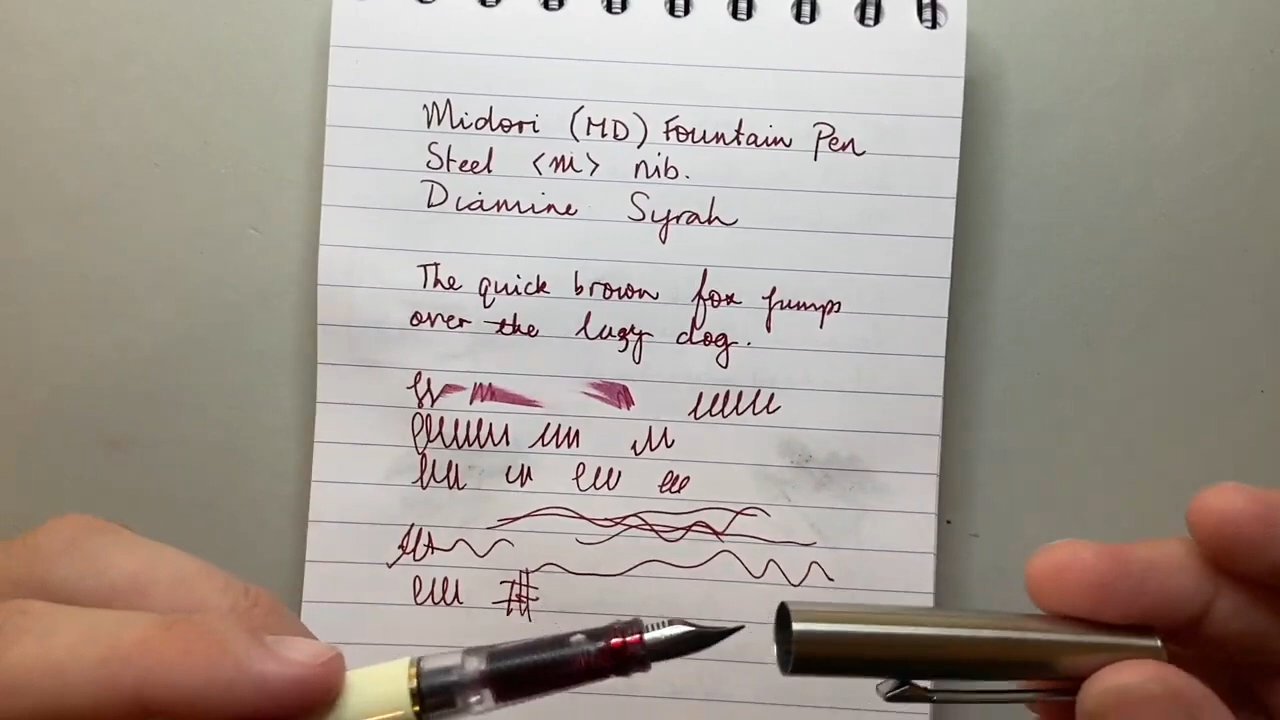 Midori (MD) Fountain Pen
Steel <m> nib.
Diamine Syrah
The quick brown fox jumps
over the lazy dog.